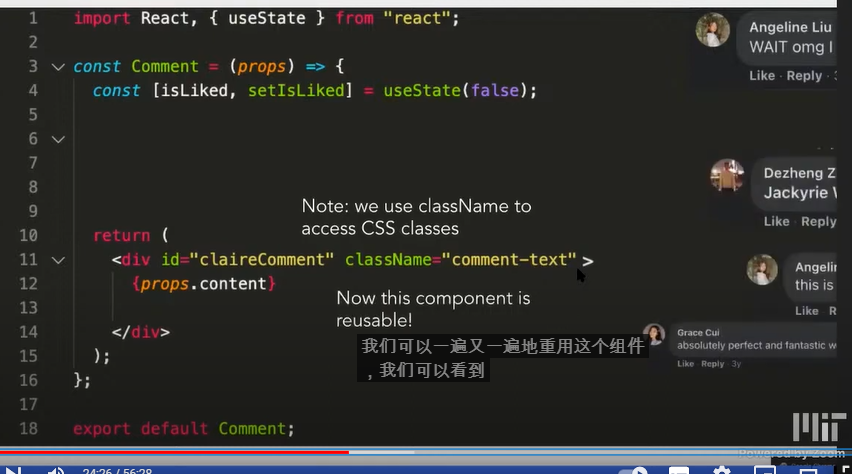 1 import React, { useState } from "react";
2
3 const Comment = (props) => {
4 const [isLiked, setIsLiked] = useState(false);
5
6
7
8
9
10 return (
11 <div id="claireComment" className="comment-text" >
12 {props.content}
13
14 </div>
15 );
16 };
17
18 export default Comment;
Note: we use className to
access CSS classes
Now this component is
reusable!
我们可以一遍又一遍地重用这个组件
，我们可以看到
Angeline Liu
WAIT omg I
Like · Reply · 3
Dezheng Z
Jackyrie
Like · Reply
Angelin
this is
Like
Grace Cui
absolutely perfect and fantastic w
Like · Reply · 3y
MIT
Powered by Zoom
24:26 / 56:28